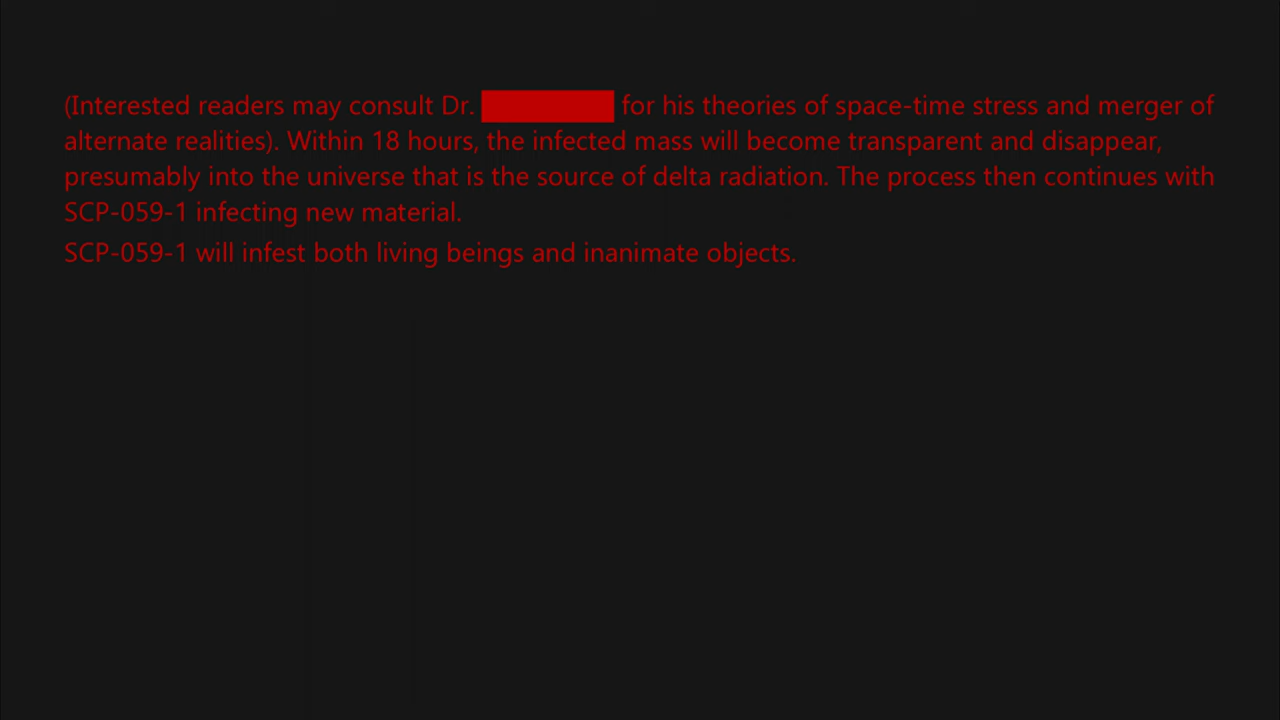 (Interested readers may consult Dr. for his theories of space-time stress and merger of
alternate realities). Within 18 hours, the infected mass will become transparent and disappear,
presumably into the universe that is the source of delta radiation. The process then continues with
SCP-059-1 infecting new material.
SCP-059-1 will infest both living beings and inanimate objects.